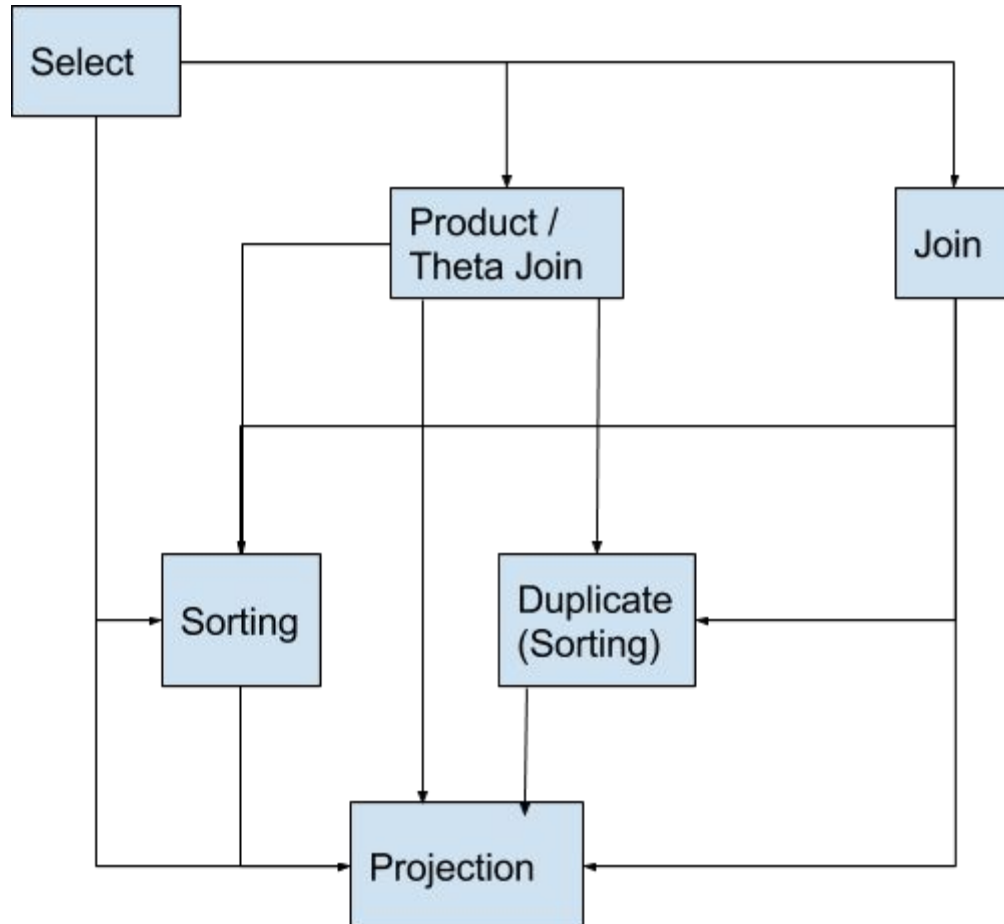 Select
Product /
Theta Join
Join
Sorting
Duplicate
(Sorting)
Projection